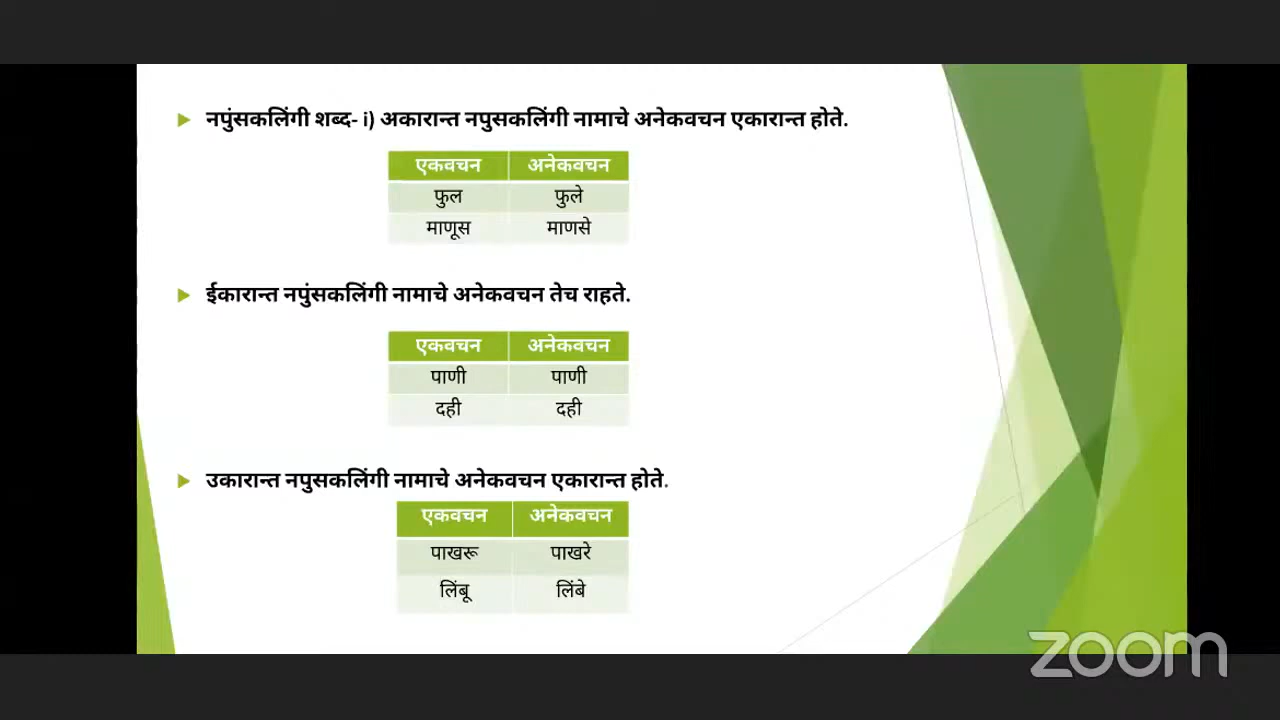 नपुंसकलिंगी शब्द- i) अकारान्त नपुसकलिंगी नामाचे अनेकवचन एकारान्त होते.
एकवचन अनेकवचन
फुल फुले
माणूस माणसे
ईकारान्त नपुंसकलिंगी नामाचे अनेकवचन तेच राहते.
एकवचन अनेकवचन
पाणी पाणी
दही दही
उकारान्त नपुसकलिंगी नामाचे अनेकवचन एकारान्त होते.
एकवचन अनेकवचन
पाखरू पाखरे
लिंबू लिंबे
zoom